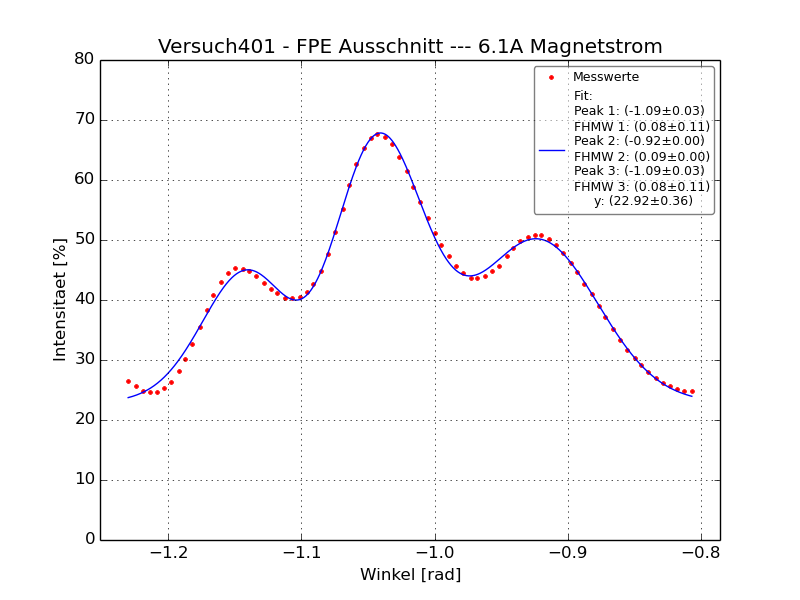 Versuch401 - FPE Ausschnitt --- 6.1A Magnetstrom
80
70
60
50
40
30
20
10
0
Intensitaet [%]
Messwerte
Fit:
Peak 1: (-1.09±0.03)
FHMW 1: (0.08±0.11)
Peak 2: (-0.92±0.00)
FHMW 2: (0.09±0.00)
Peak 3: (-1.09±0.03)
FHMW 3: (0.08±0.11)
y: (22.92±0.36)
−1.2 −1.1 −1.0 −0.9 −0.8
Winkel [rad]